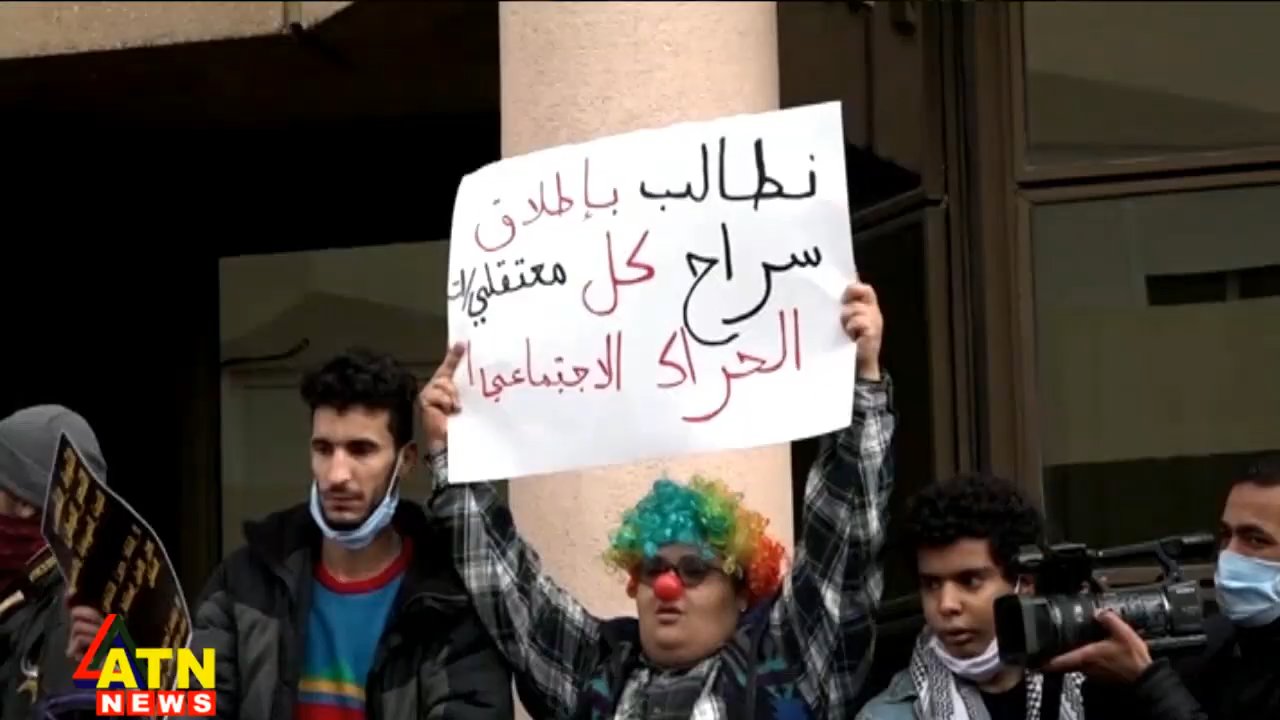 نطالب بإطلاق
سراح كل معتقلي/ات
الحراك الاجتماعي
ATN
NEWS